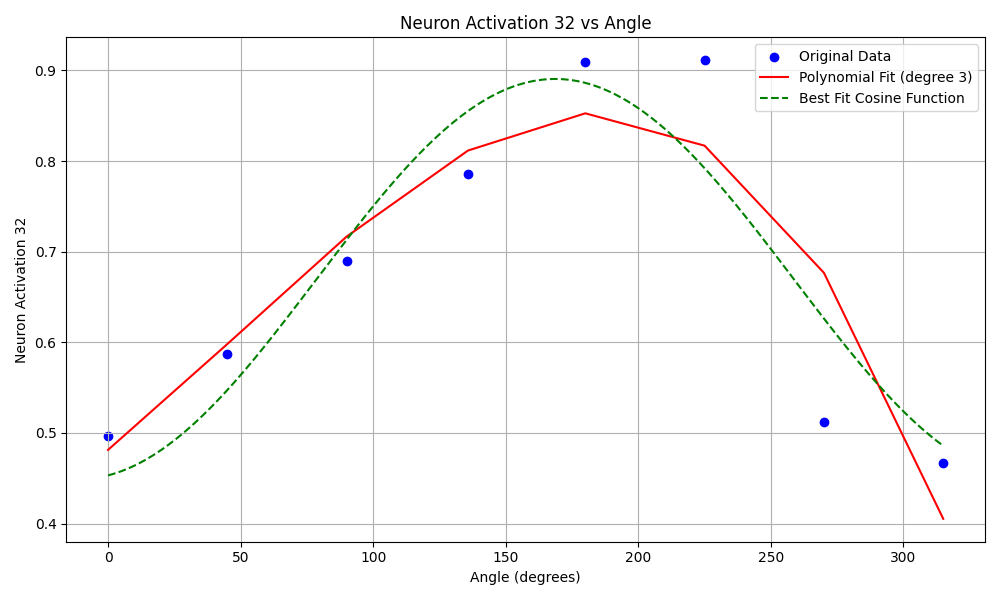 Neuron Activation 32 vs Angle
Original Data
Polynomial Fit (degree 3)
Best Fit Cosine Function
0.9
0.8
0.7
0.6
0.5
0.4
Neuron Activation 32
0
50
100
150
200
250
300
Angle (degrees)